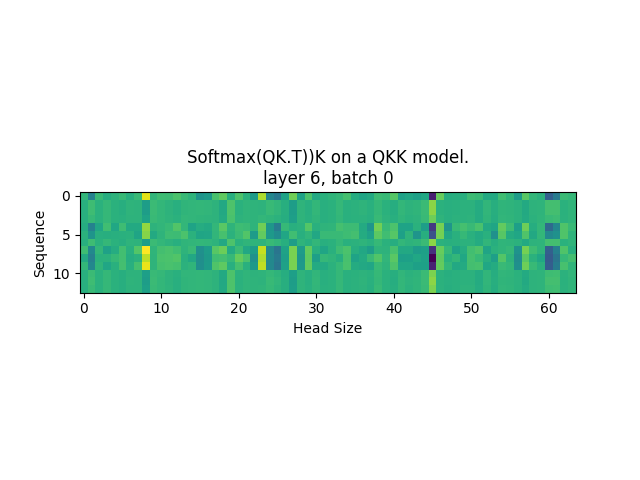 Softmax(QK.T))K on a QKK model.
layer 6, batch 0
Sequence
0
5
10
0 10 20 30 40 50 60
Head Size